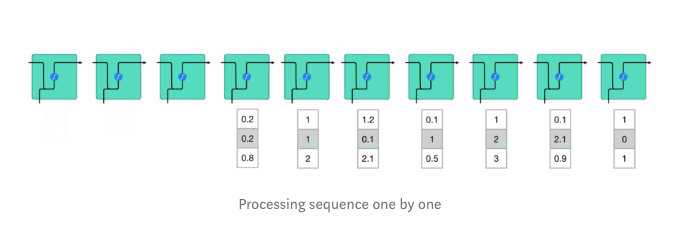 0.2 1 1.2 0.1 1 0.1 1
0.2 1 0.1 1 2 2.1 0
0.8 2 2.1 0.5 3 0.9 1
Processing sequence one by one